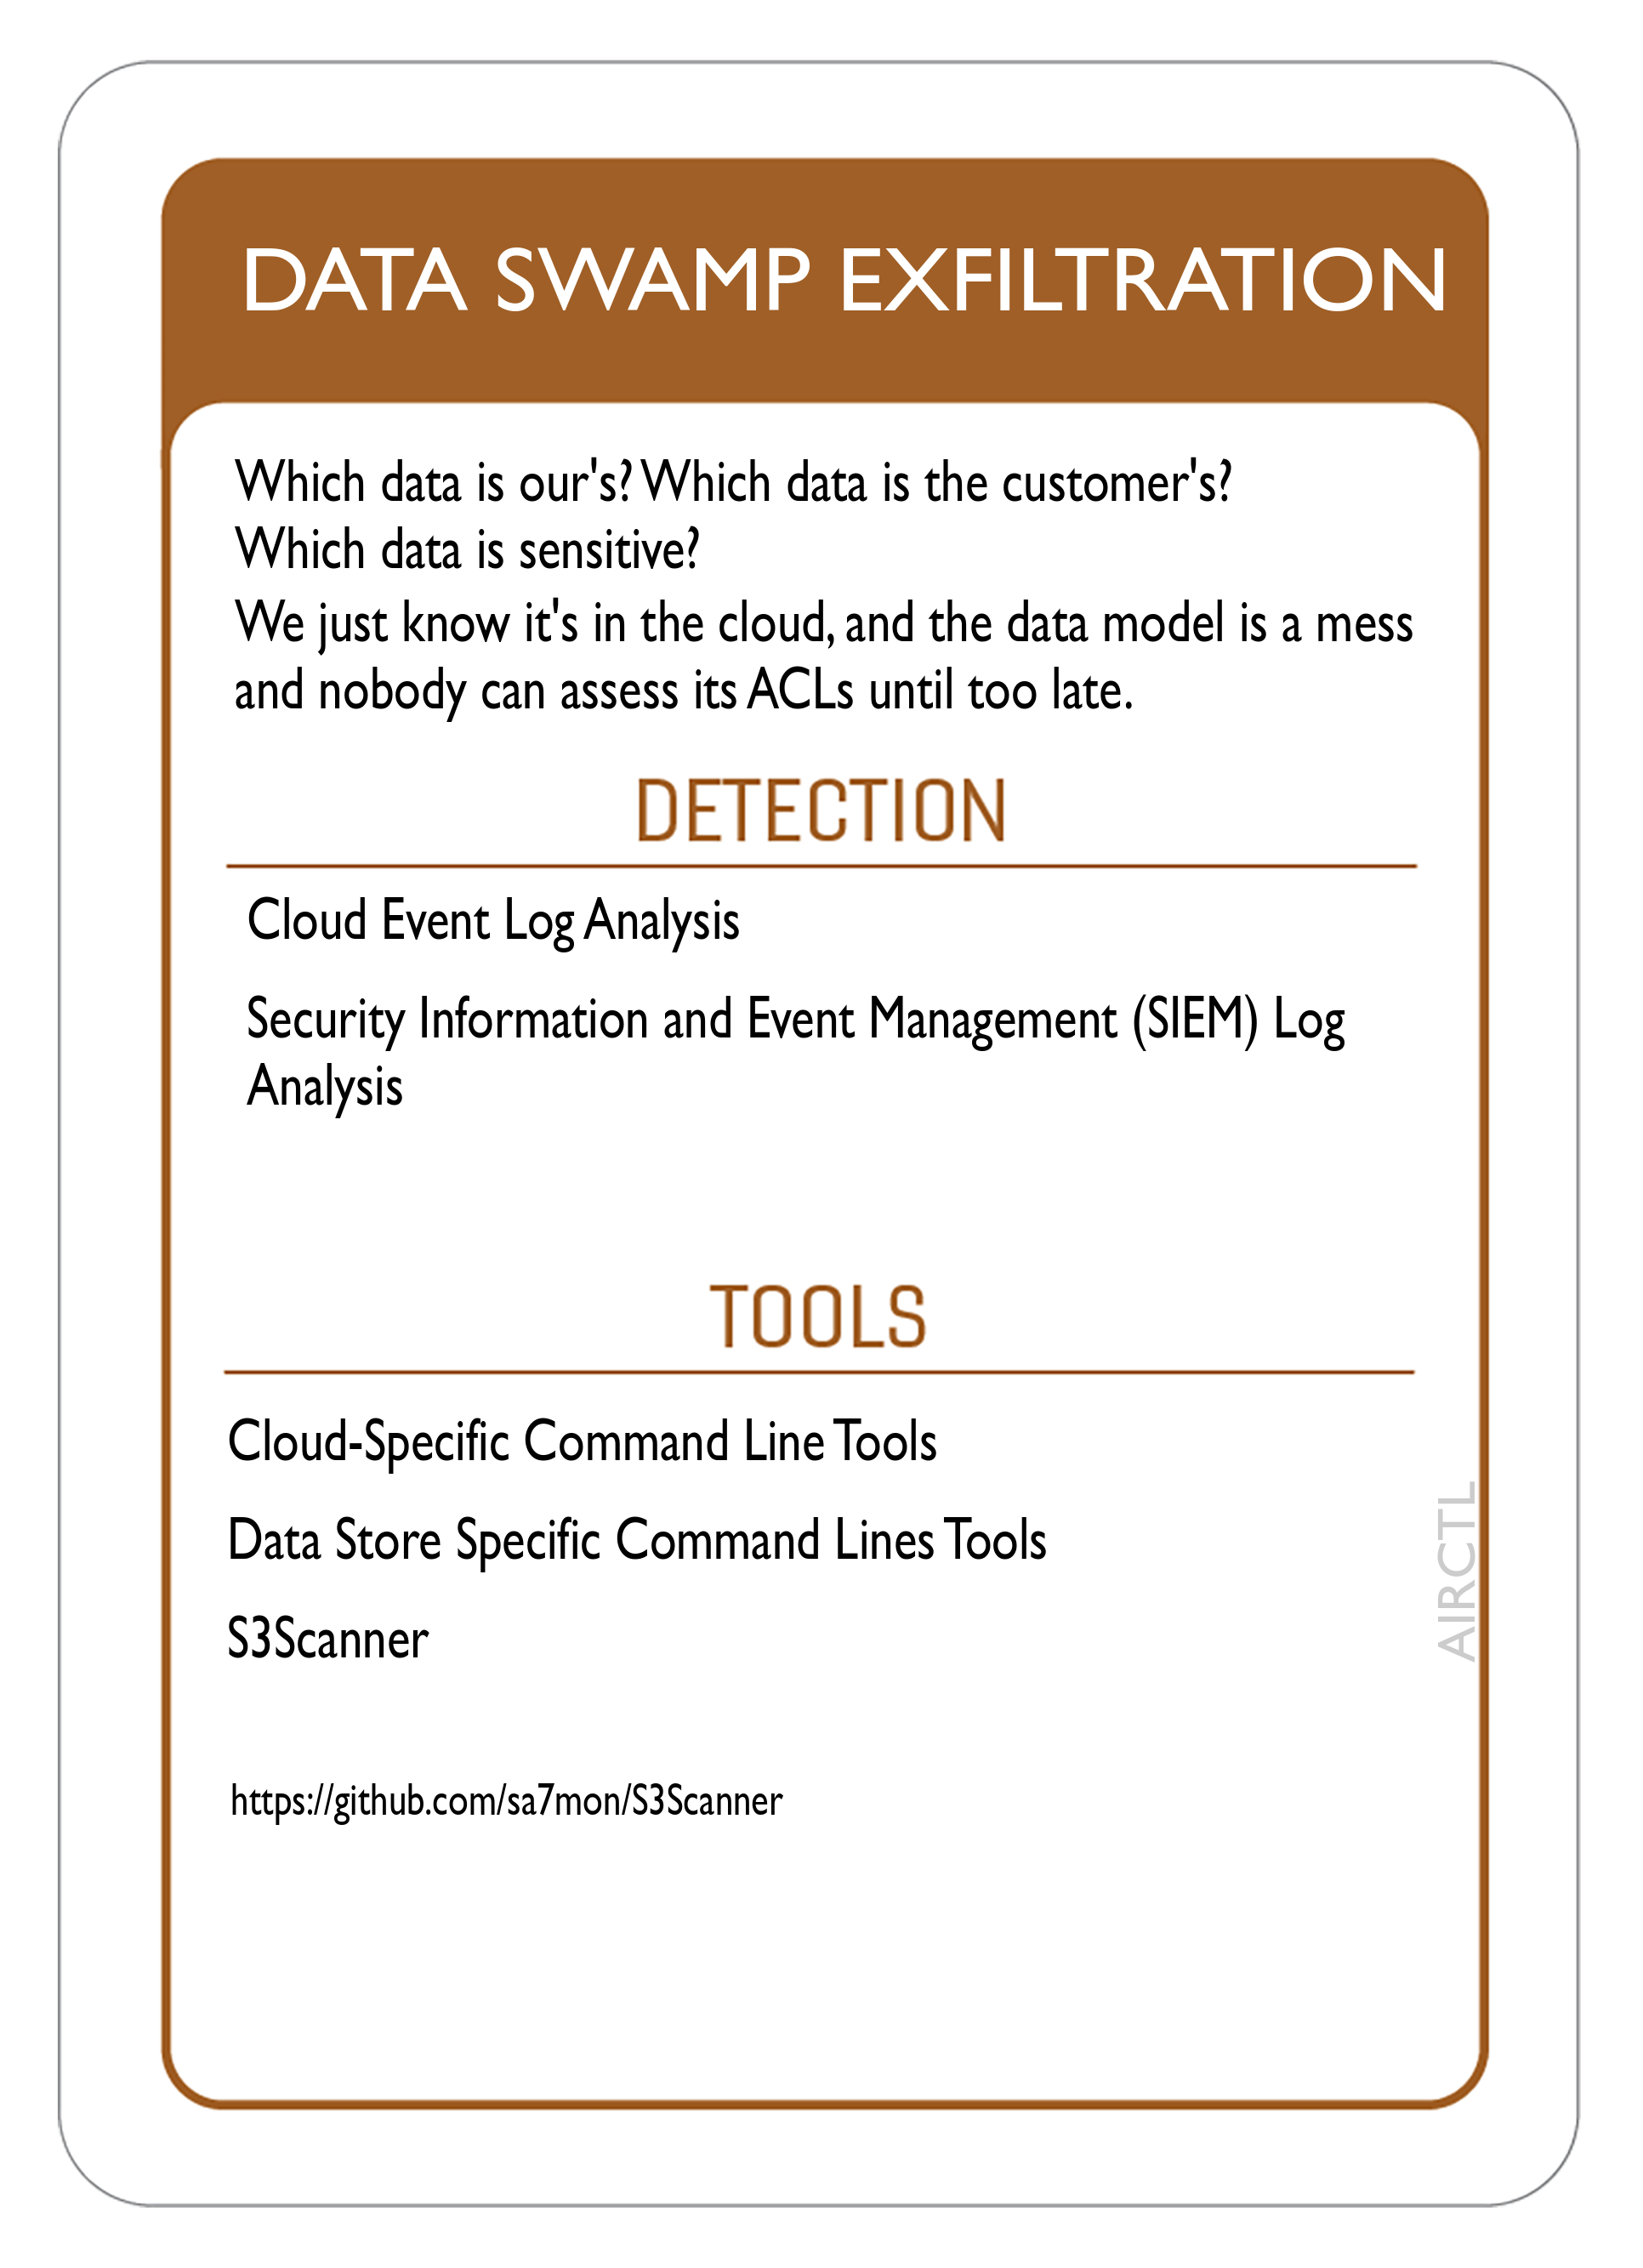 DATA SWAMP EXFILTRATION
Which data is our's? Which data is the customer's?
Which data is sensitive?
We just know it's in the cloud, and the data model is a mess
and nobody can assess its ACLs until too late.
DETECTION
Cloud Event Log Analysis
Security Information and Event Management (SIEM) Log
Analysis
TOOLS
Cloud-Specific Command Line Tools
Data Store Specific Command Lines Tools
S3Scanner
https://github.com/sa7mon/S3Scanner
AIRCTL